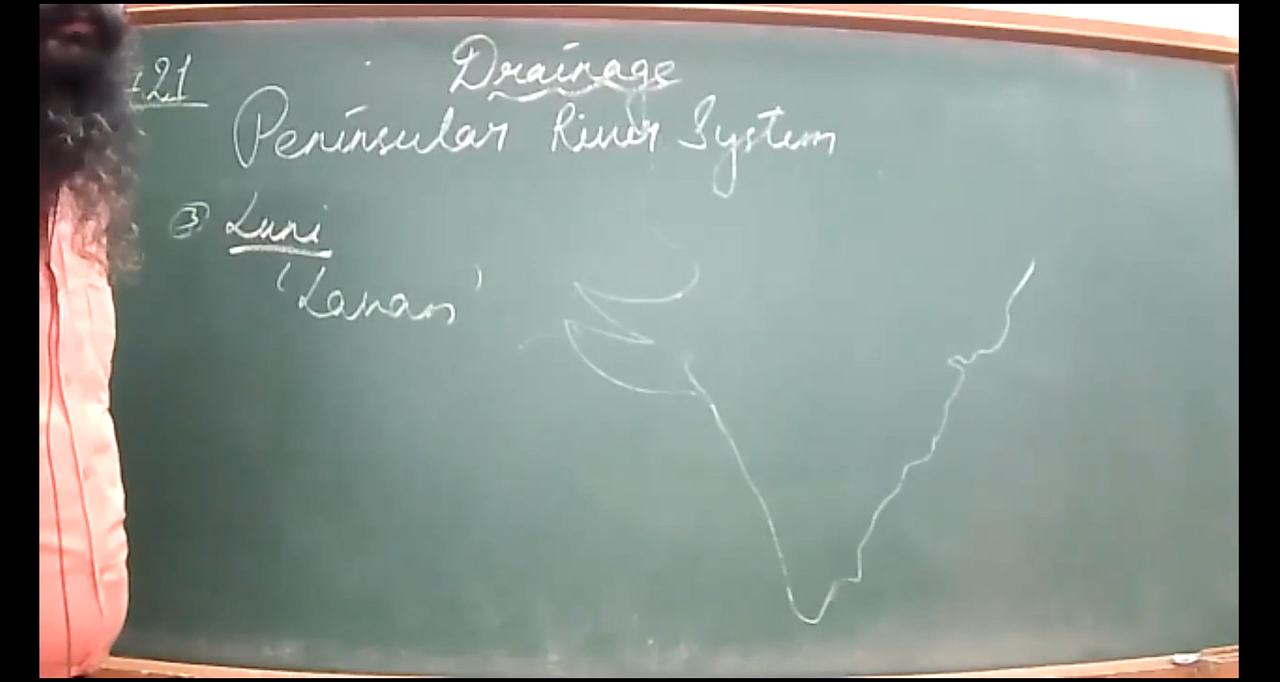 Drainage
21
Peninsular River System
③ Luni
'Lavan'